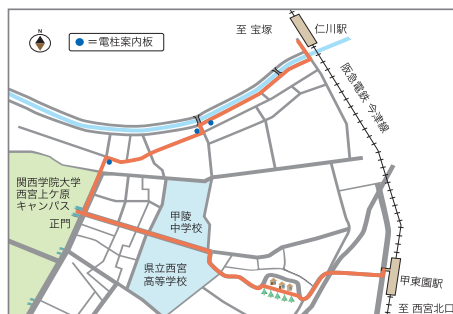 N
●＝電柱案内板
至 宝塚
仁川駅
阪急電鉄 今津線
関西学院大学
西宮上ケ原
キャンパス
正門
甲陵
中学校
県立西宮
高等学校
甲東園駅
至 西宮北口